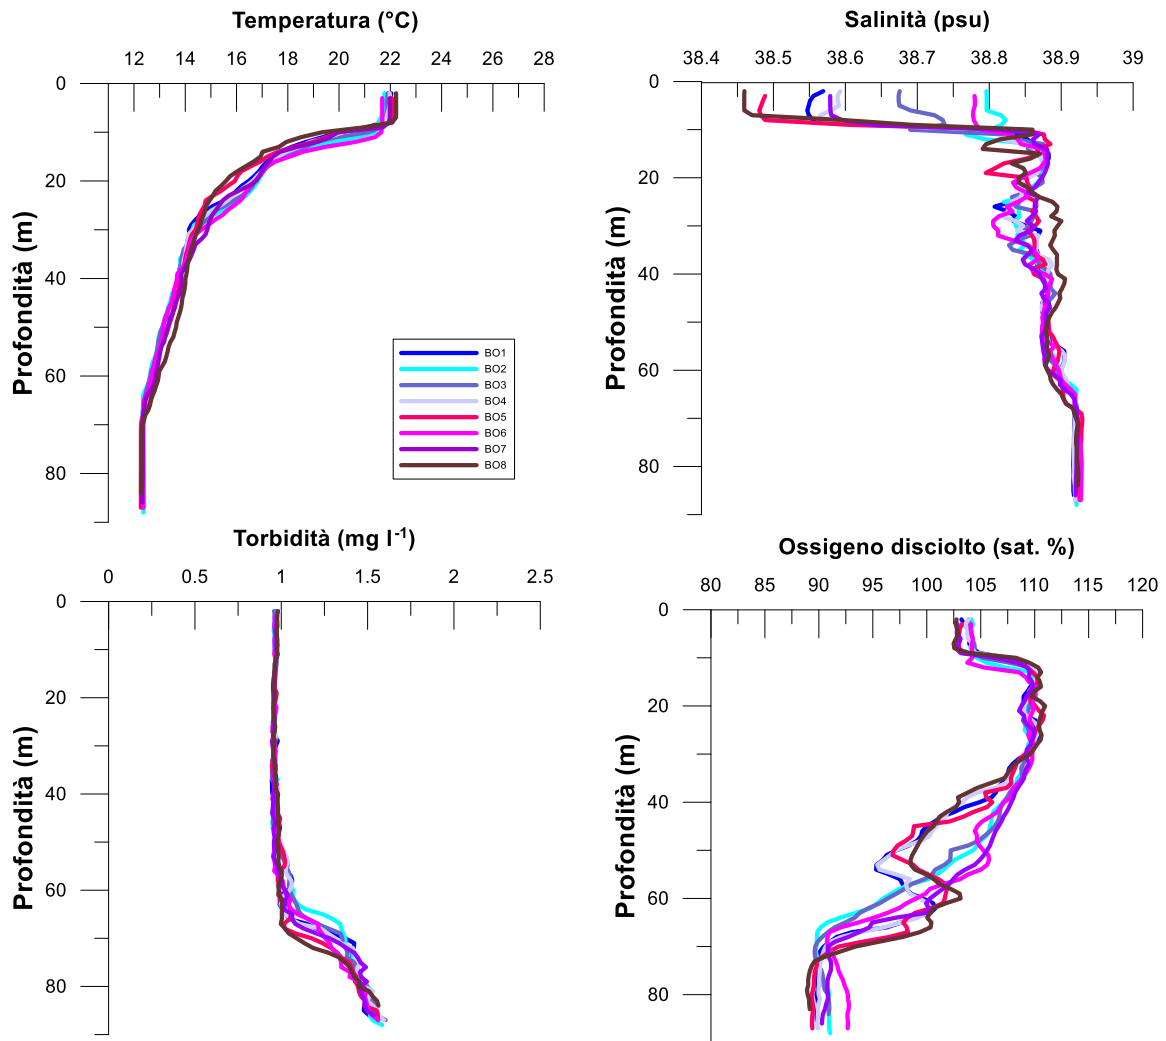 Temperatura (°C)
12 14 16 18 20 22 24 26 28
0
20
40
60
80
Profondità (m)
BO1
BO2
BO3
BO4
BO5
BO6
BO7
BO8
Salinità (psu)
38.4 38.5 38.6 38.7 38.8 38.9 39
0
20
40
60
80
Profondità (m)
Torbidità (mg l-1)
0 0.5 1 1.5 2 2.5
0
20
40
60
80
Profondità (m)
Ossigeno disciolto (sat. %)
80 85 90 95 100 105 110 115 120
0
20
40
60
80
Profondità (m)